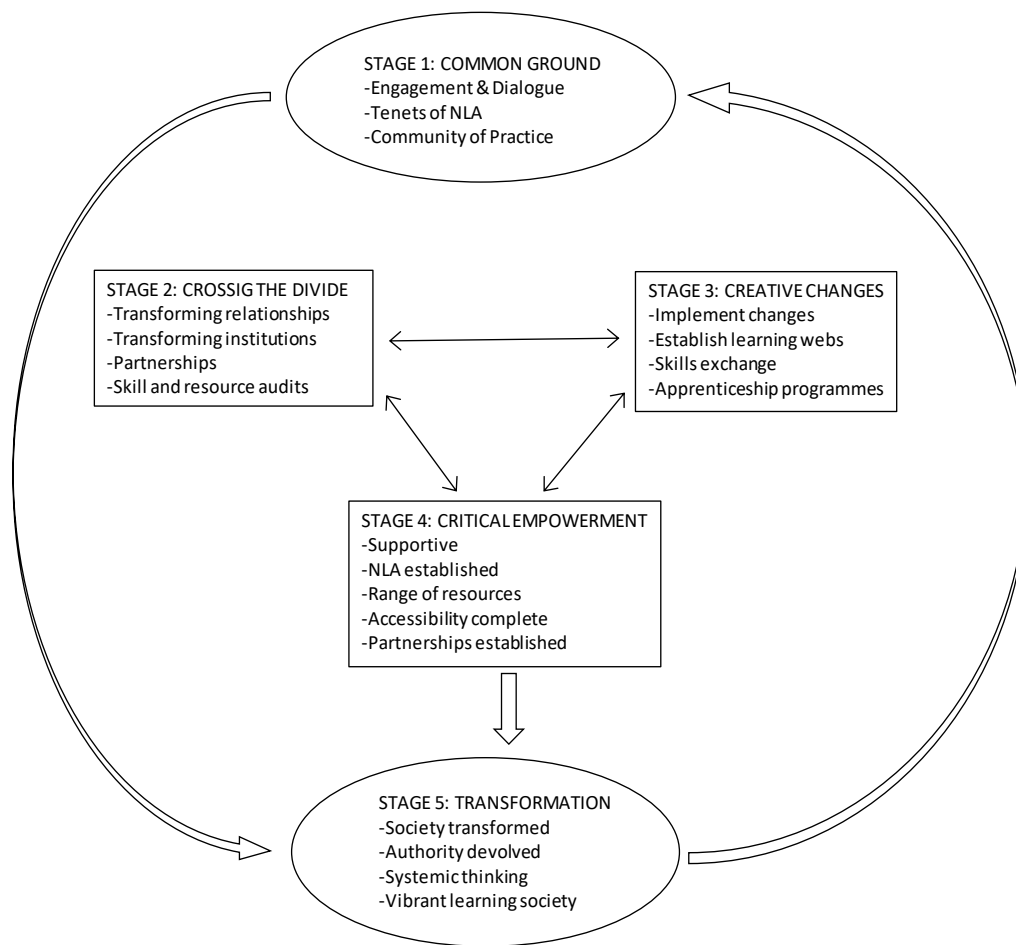 STAGE 1: COMMON GROUND
-Engagement & Dialogue
-Tenets of NLA
-Community of Practice
STAGE 2: CROSSIG THE DIVIDE
-Transforming relationships
-Transforming institutions
-Partnerships
-Skill and resource audits
STAGE 3: CREATIVE CHANGES
-Implement changes
-Establish learning webs
-Skills exchange
-Apprenticeship programmes
STAGE 4: CRITICAL EMPOWERMENT
-Supportive
-NLA established
-Range of resources
-Accessibility complete
-Partnerships established
STAGE 5: TRANSFORMATION
-Society transformed
-Authority devolved
-Systemic thinking
-Vibrant learning society